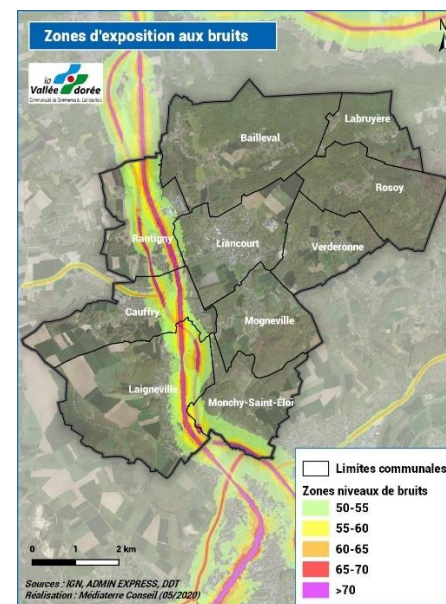 Zones d'exposition aux bruits
N
la
Vallée dorée
Bailleval
Labruyère
Rosoy
Rantigny
Liancourt
Verderonne
Cauffry
Mogneville
Laigneville
Monchy-Saint-Éloi
Limites communales
Zones niveaux de bruits
50-55
55-60
60-65
65-70
>70
0 1 2 km
Sources : IGN, ADMIN EXPRESS, DDT
Réalisation : Médiaterre Conseil (05/2020)